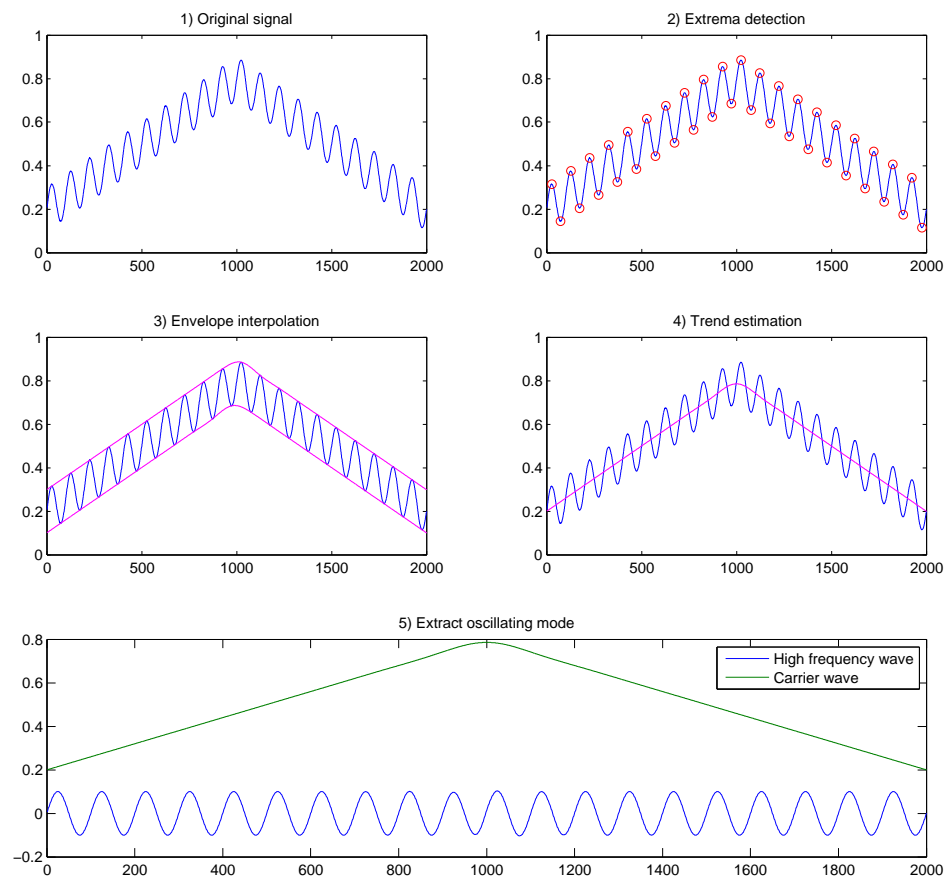 1) Original signal
1
0.8
0.6
0.4
0.2
0
0 500 1000 1500 2000
2) Extrema detection
1
0.8
0.6
0.4
0.2
0
0 500 1000 1500 2000
3) Envelope interpolation
1
0.8
0.6
0.4
0.2
0
0 500 1000 1500 2000
4) Trend estimation
1
0.8
0.6
0.4
0.2
0
0 500 1000 1500 2000
5) Extract oscillating mode
0.8
0.6
0.4
0.2
0
−0.2
0 200 400 600 800 1000 1200 1400 1600 1800 2000
High frequency wave
Carrier wave